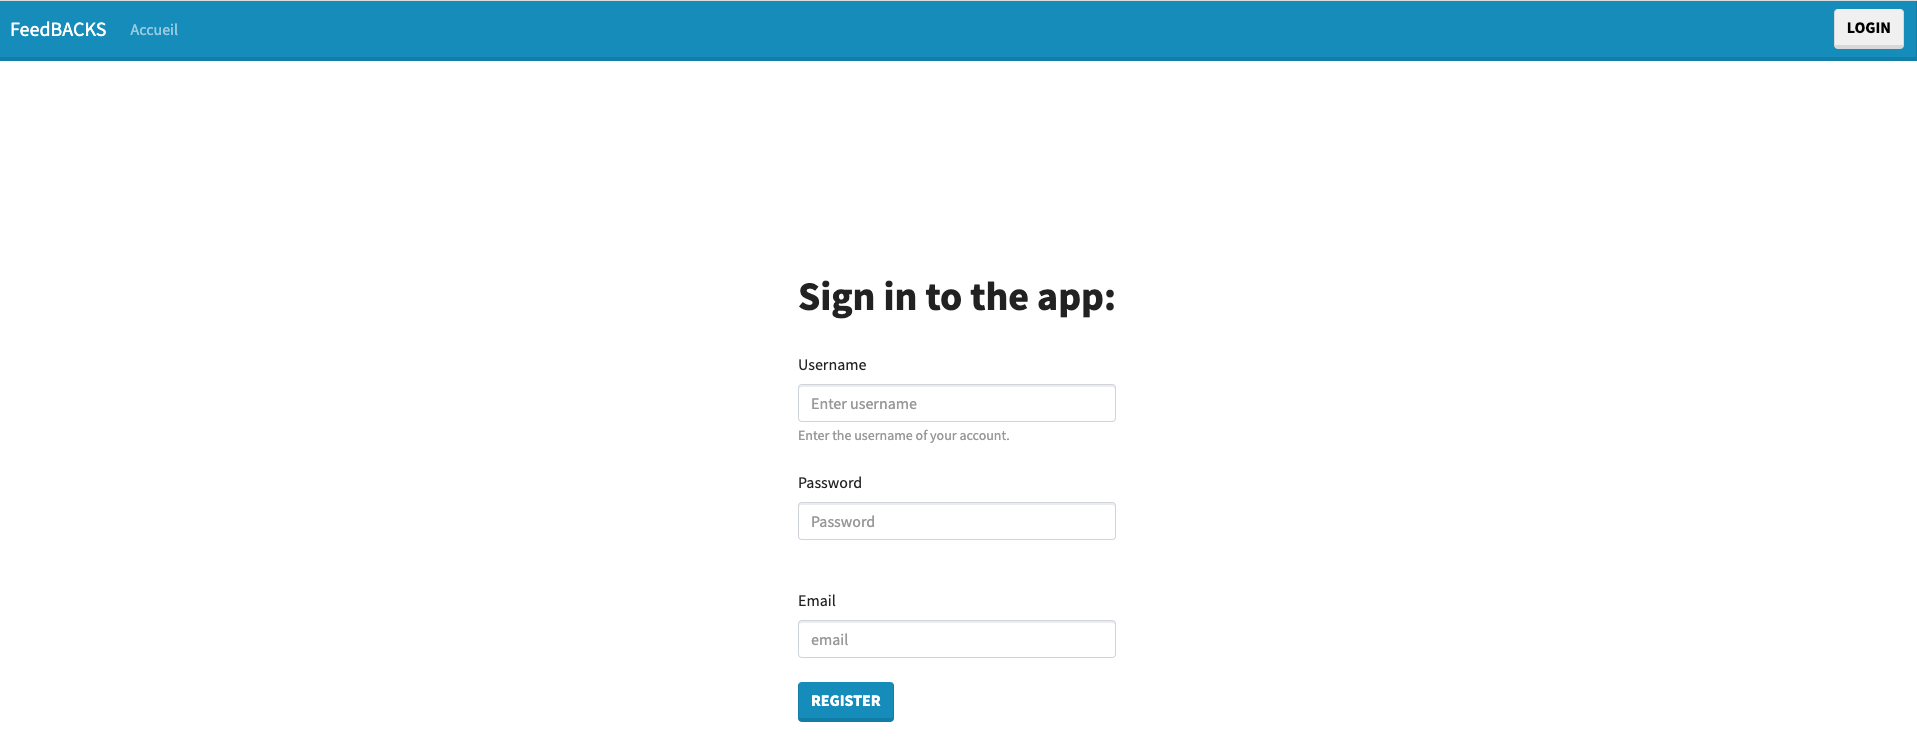 FeedBACKS Accueil LOGIN
Sign in to the app:
Username
Enter username
Enter the username of your account.
Password
Password
Email
email
REGISTER